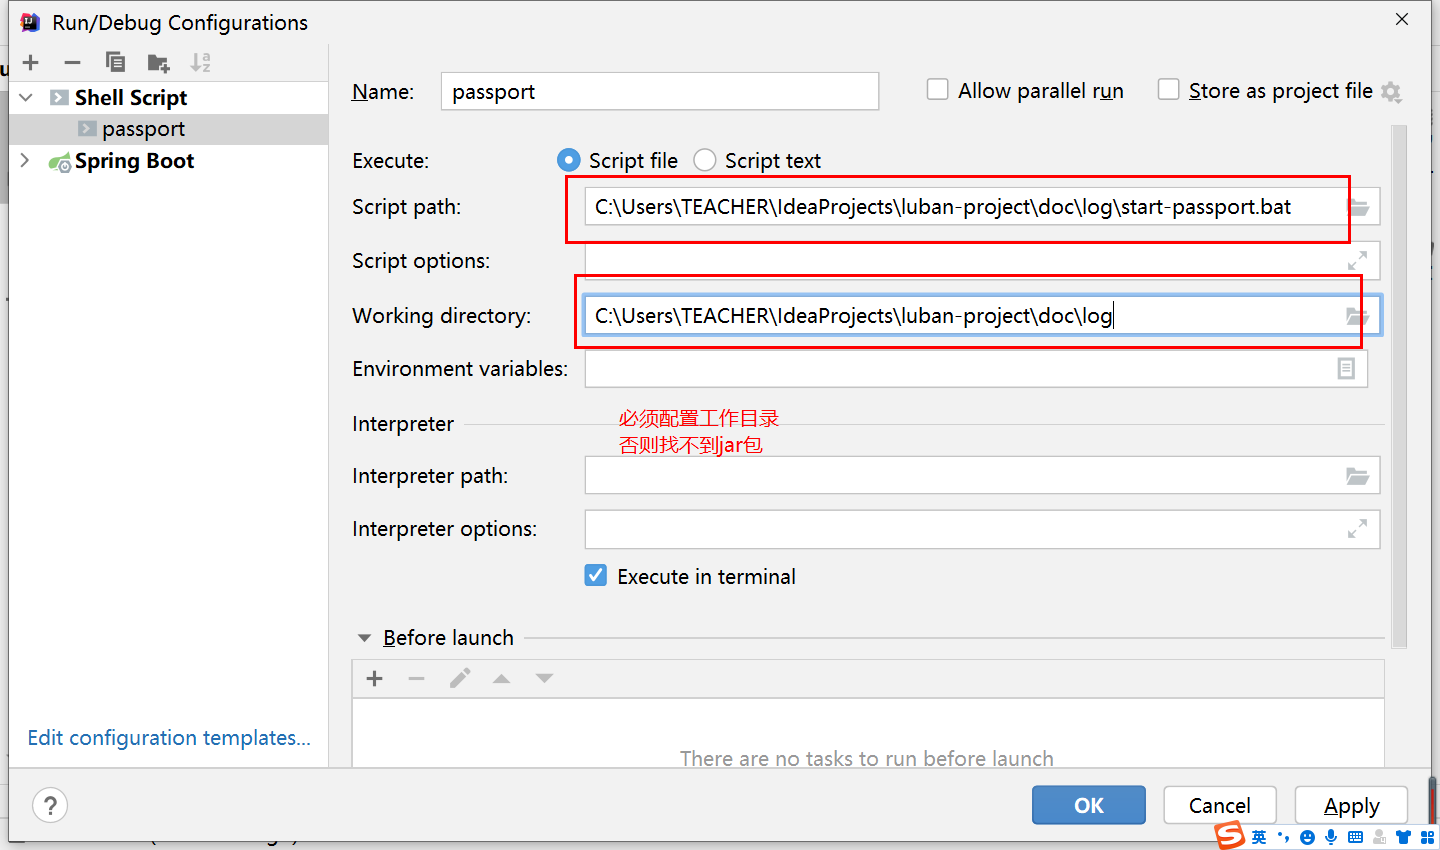 Run/Debug Configurations
Shell Script
passport
Spring Boot
Edit configuration templates...
Name:
passport
Allow parallel run
Store as project file
Execute:
Script file
Script text
Script path:
C:\Users\TEACHER\IdeaProjects\luban-project\doc\log\start-passport.bat
Script options:
Working directory:
C:\Users\TEACHER\IdeaProjects\luban-project\doc\log
Environment variables:
必须配置工作目录
否则找不到jar包
Interpreter
Interpreter path:
Interpreter options:
Execute in terminal
Before launch
There are no tasks to run before launch
?
OK
Cancel
Apply
英